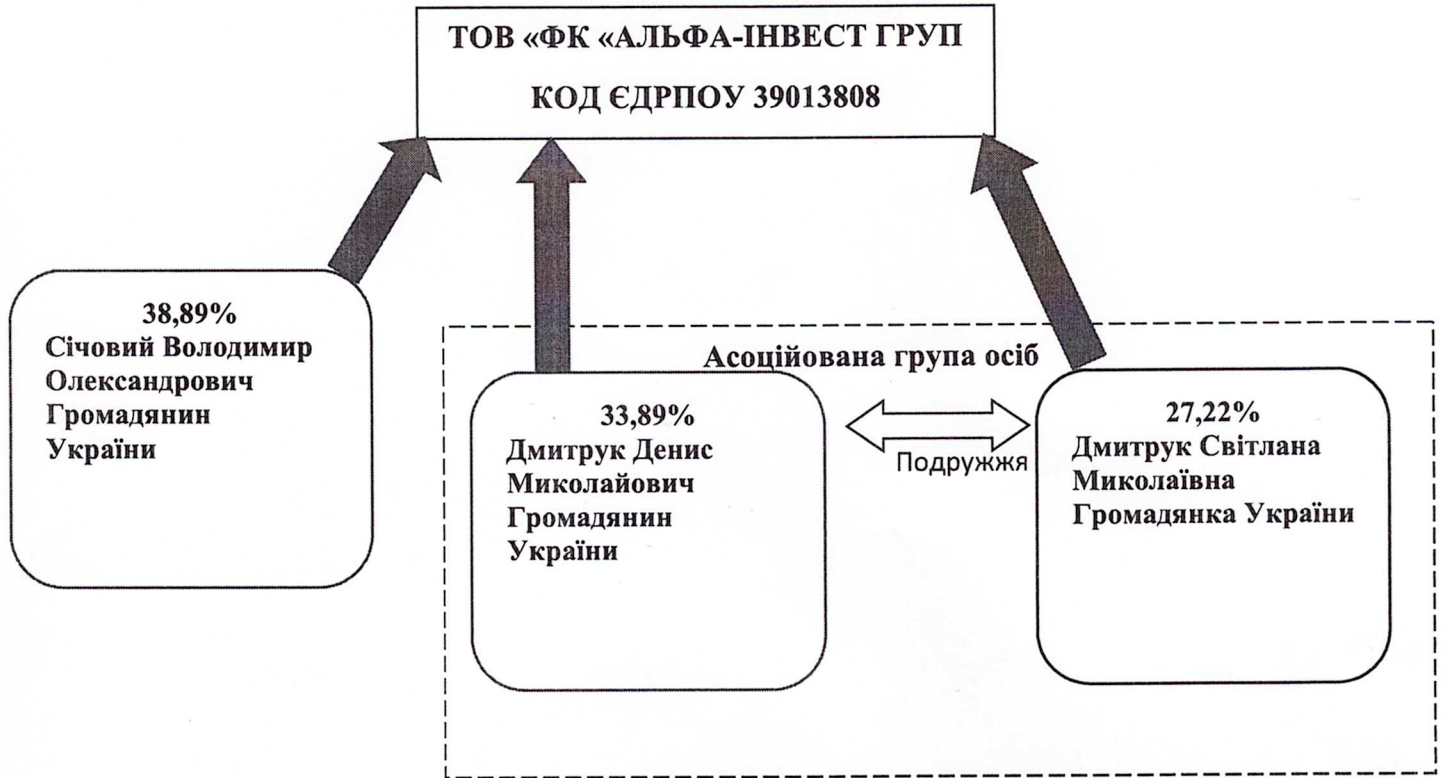 ТОВ «ФК «АЛЬФА-ІНВЕСТ ГРУП
КОД ЄДРПОУ 39013808
38,89%
Січовий Володимир
Олександрович
Громадянин
України
Асоційована група осіб
33,89%
Дмитрук Денис
Миколайович
Громадянин
України
Подружжя
27,22%
Дмитрук Світлана
Миколаївна
Громадянка України